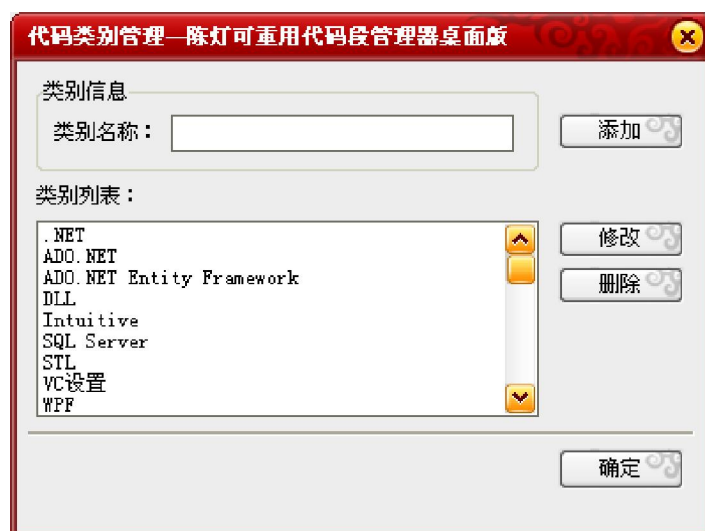 代码类别管理—陈灯可重用代码段管理器桌面版
类别信息
类别名称：
添加
类别列表：
.NET
ADO.NET
ADO.NET Entity Framework
DLL
Intuitive
SQL Server
STL
VC设置
WPF
修改
删除
确定